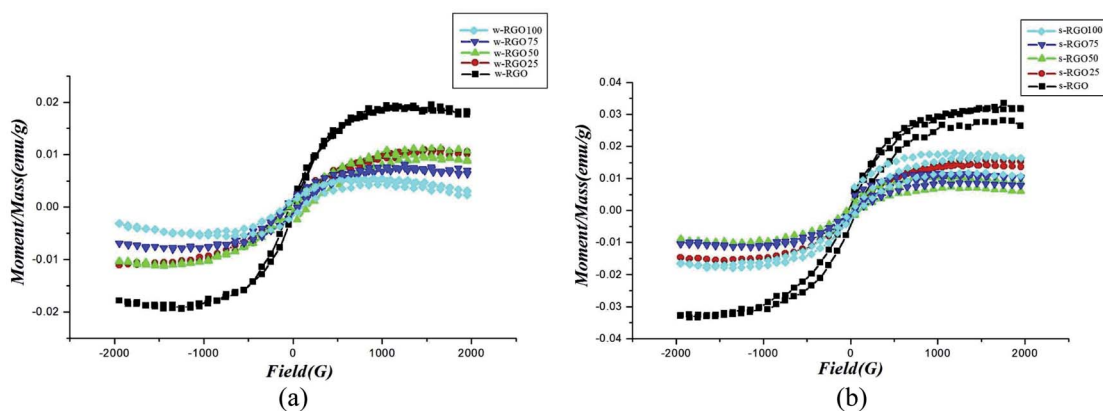 w-RGO100
w-RGO75
w-RGO50
w-RGO25
w-RGO
0.02
0.01
0.00
-0.01
-0.02
Moment/Mass(emu/g)
-2000 -1000 0 1000 2000
Field(G)
(a)
s-RGO100
s-RGO75
s-RGO50
s-RGO25
s-RGO
0.04
0.03
0.02
0.01
0.00
-0.01
-0.02
-0.03
-0.04
Moment/Mass(emu/g)
-2000 -1000 0 1000 2000
Field(G)
(b)